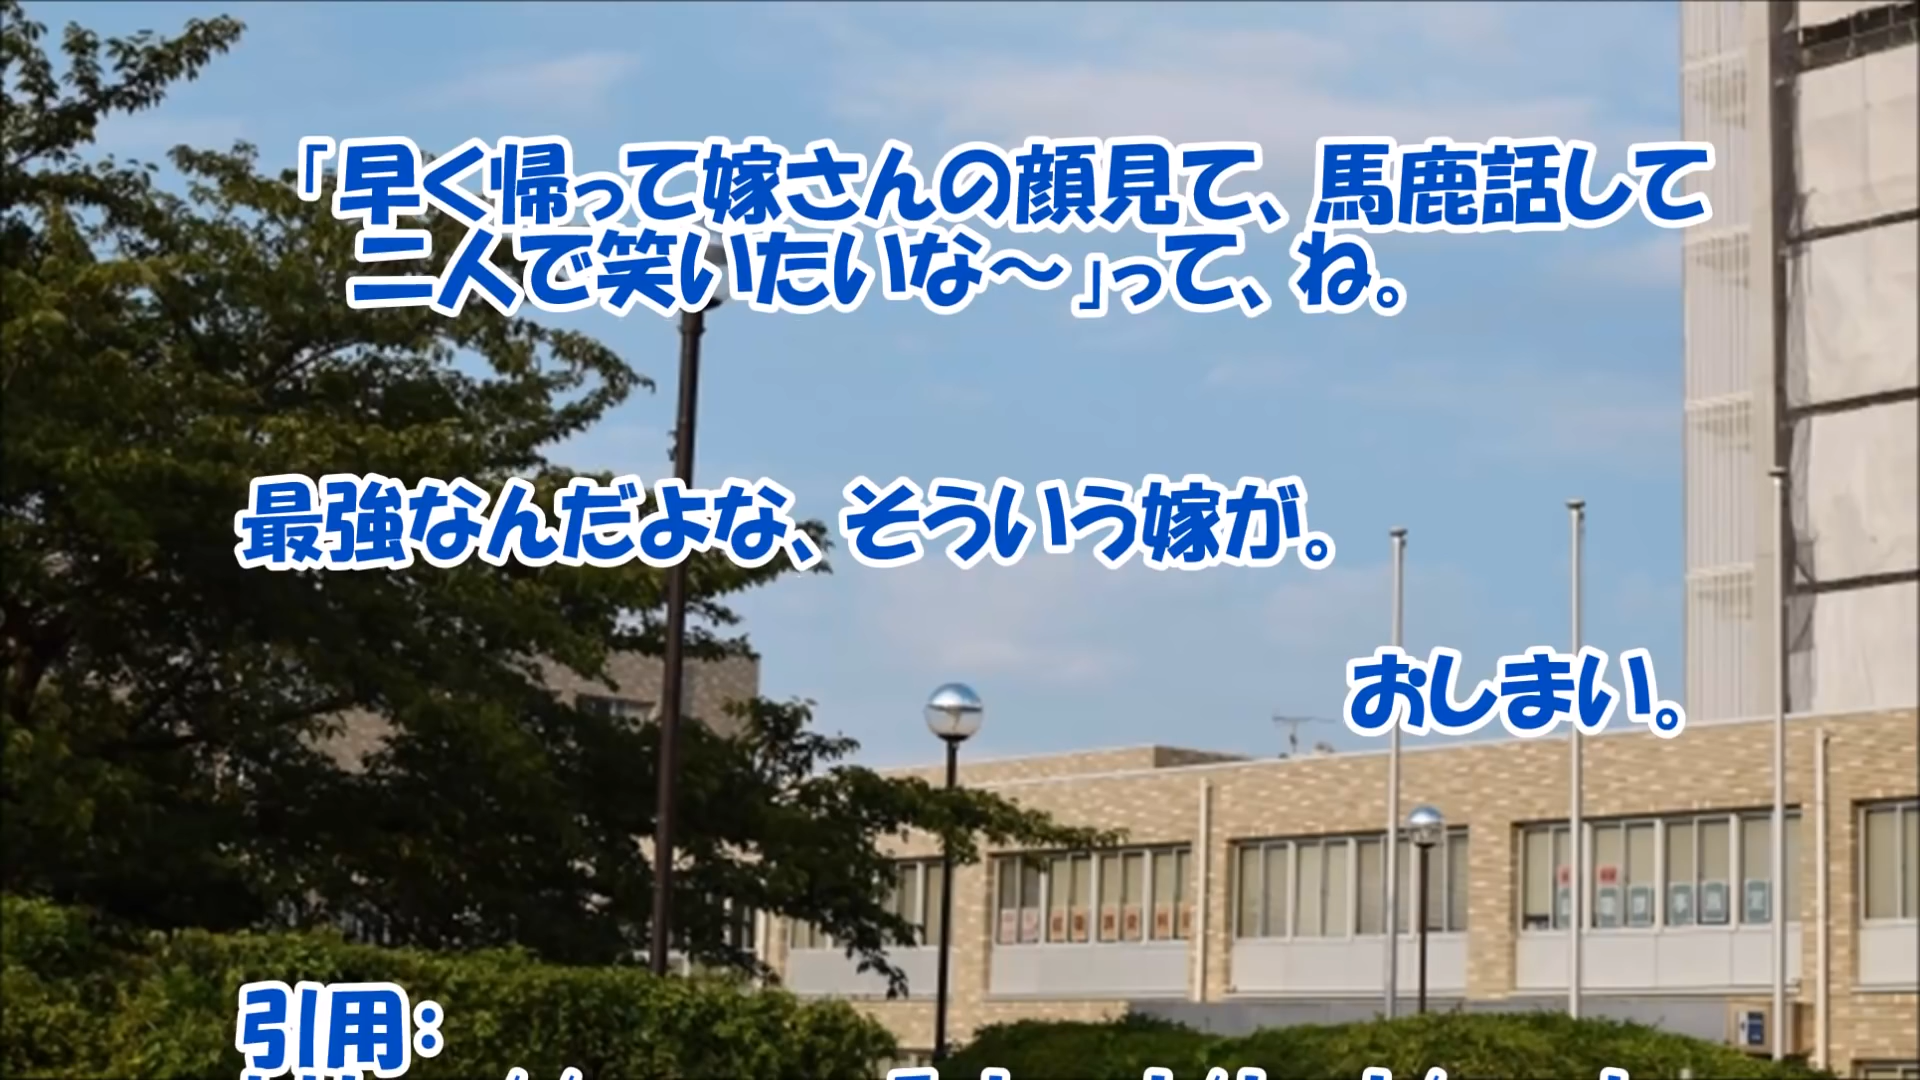 「早く帰って嫁さんの顔見て、馬鹿話して
二人で笑いたいな～」って、ね。
最強なんだよな、そういう嫁が。
おしまい。
引用：